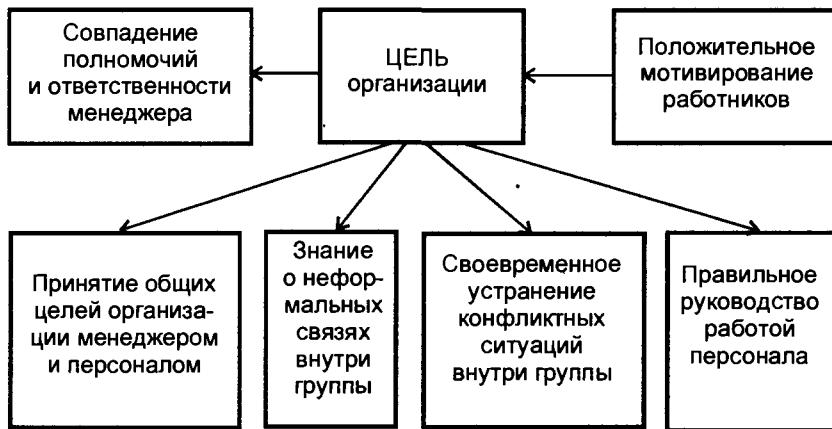 Совпадение
полномочий
и ответственности
менеджера
ЦЕЛЬ
организации
Положительное
мотивирование
работников
Принятие общих
целей организа-
ции менеджером
и персоналом
Знание
о нефор-
мальных
связях
внутри
группы
Своевременное
устранение
конфликтных
ситуаций
внутри группы
Правильное
руководство
работой
персонала